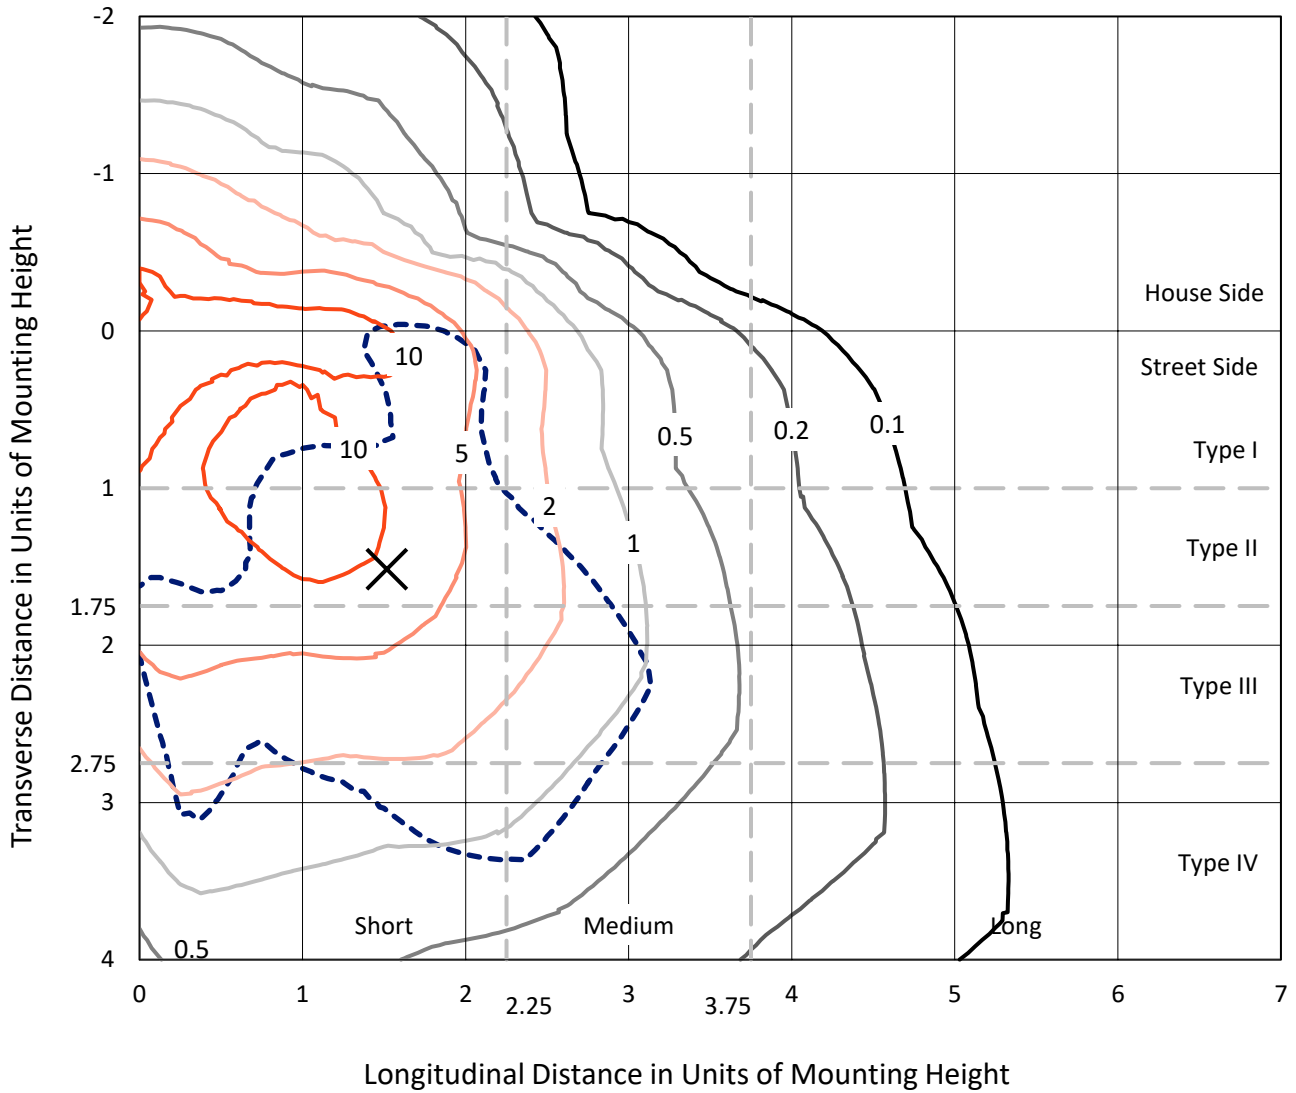 -2
-1
House Side
0
10
Street Side
0.5
0.2
0.1
10
5
Type I
1
2
1
Type II
1.75
2
Type III
2.75
3
Type IV
Short
Medium
Long
0.5
4
0
1
2
2.25
3
3.75
4
5
6
7
Longitudinal Distance in Units of Mounting Height
Transverse Distance in Units of Mounting Height